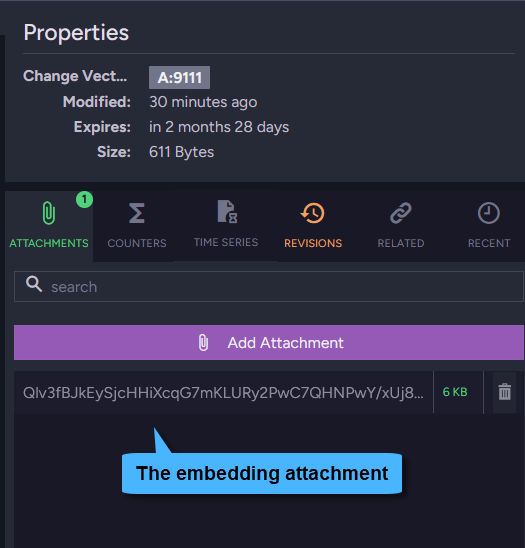 Properties
Change Vect... A:9111
Modified: 30 minutes ago
Expires: in 2 months 28 days
Size: 611 Bytes
1
ATTACHMENTS COUNTERS TIME SERIES REVISIONS RELATED RECENT
search
Add Attachment
Qlv3fBJkEySjcHHiXcqG7mKLURy2PwC7QHNPwY/xUj8... 6 KB
The embedding attachment